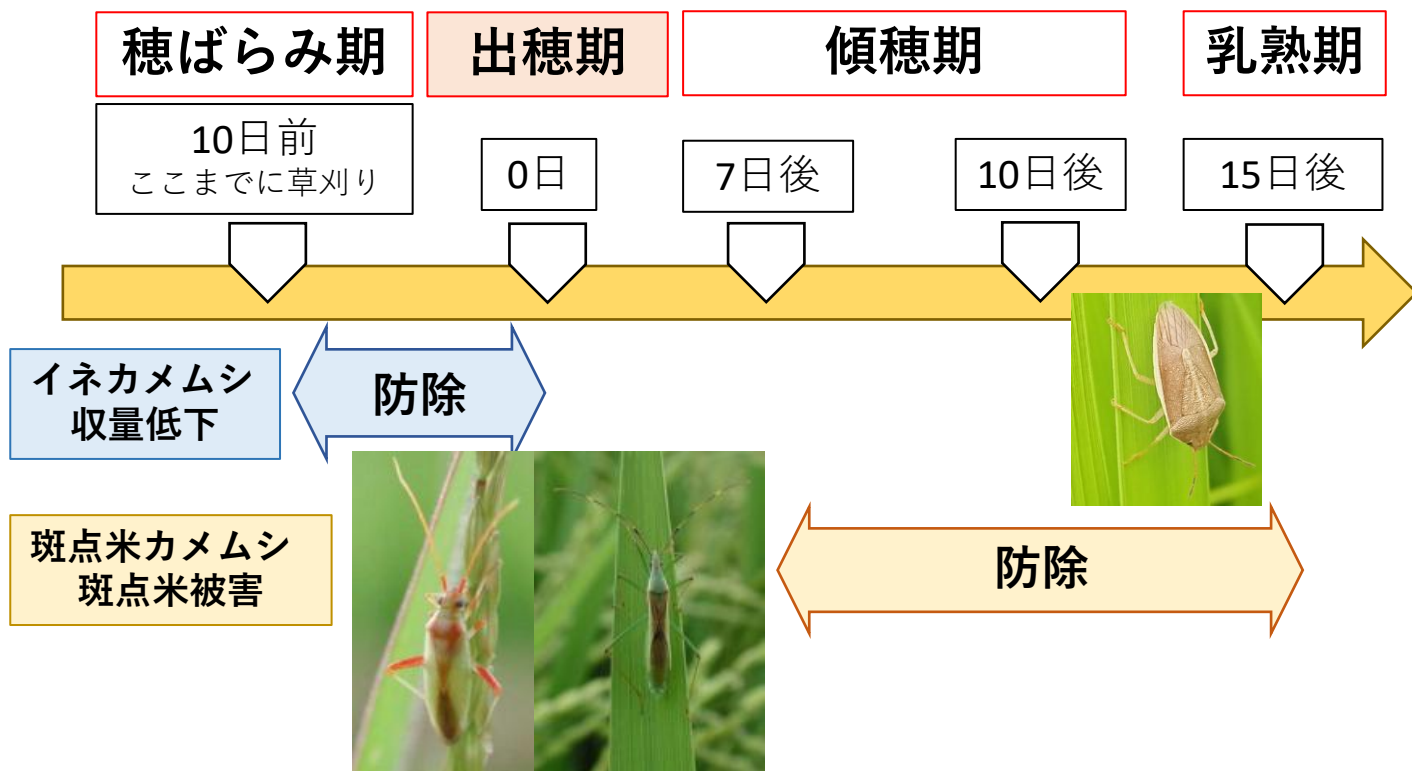 穂ばらみ期
出穂期
傾穂期
乳熟期
10日前
ここまでに草刈り
0日
7日後
10日後
15日後
イネカメムシ
収量低下
防除
斑点米カメムシ
斑点米被害
防除